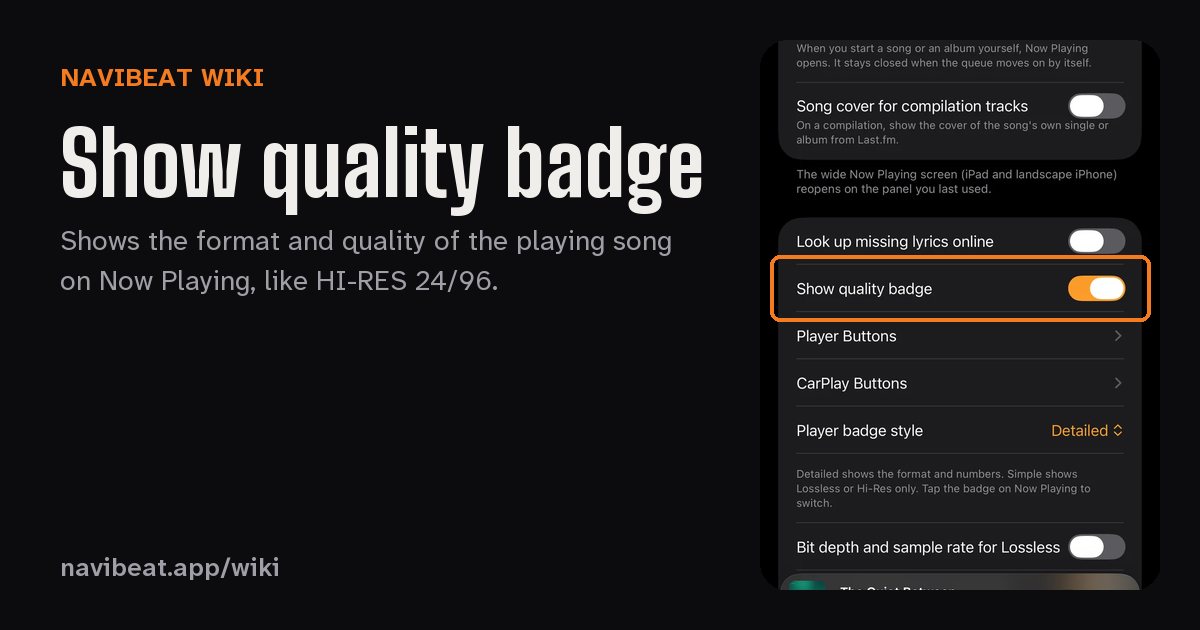 NAVIBEAT WIKI
Show quality badge
Shows the format and quality of the playing song
on Now Playing, like HI-RES 24/96.
navibeat.app/wiki
When you start a song or an album yourself, Now Playing
opens. It stays closed when the queue moves on by itself.
Song cover for compilation tracks
On a compilation, show the cover of the song's own single or
album from Last.fm.
The wide Now Playing screen (iPad and landscape iPhone)
reopens on the panel you last used.
Look up missing lyrics online
Show quality badge
Player Buttons
CarPlay Buttons
Player badge style
Detailed
Detailed shows the format and numbers. Simple shows
Lossless or Hi-Res only. Tap the badge on Now Playing to
switch.
Bit depth and sample rate for Lossless
The Quiet Between